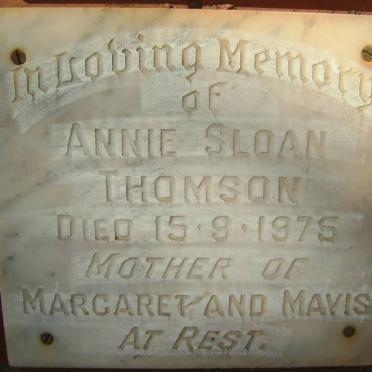 In Loving Memory
of
ANNIE SLOAN
THOMSON
DIED 15·9·1975
MOTHER OF
MARGARET AND MAVIS
AT REST.